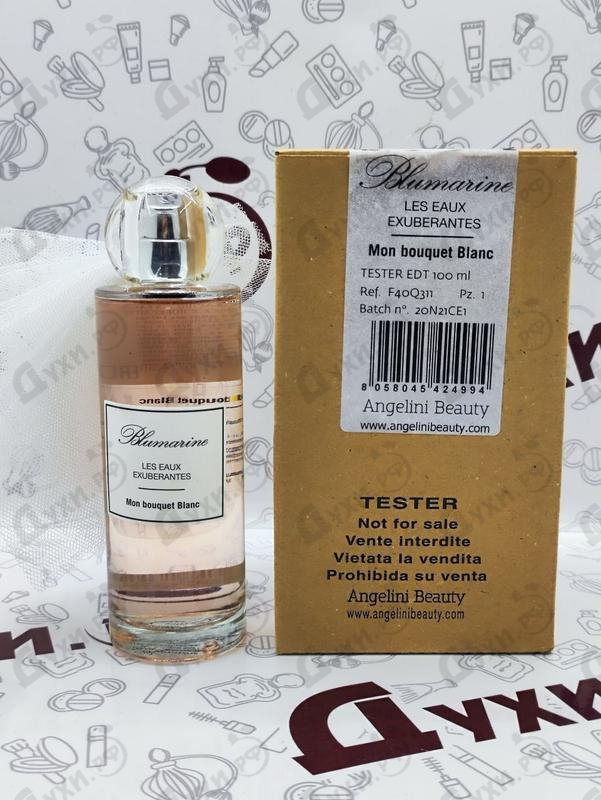 Blumarine
LES EAUX
EXUBERANTES
Mon bouquet Blanc
Blumarine
LES EAUX
EXUBERANTES
Mon bouquet Blanc
TESTER EDT 100 ml
Ref. F40Q311 Pz. 1
Batch n°. 20N21CE1
8 058045 424994
Angelini Beauty
www.angelinibeauty.com
TESTER
Not for sale
Vente interdite
Vietata la vendita
Prohibida su venta
Angelini Beauty
www.angelinibeauty.com
Духи.
Духи.РФ